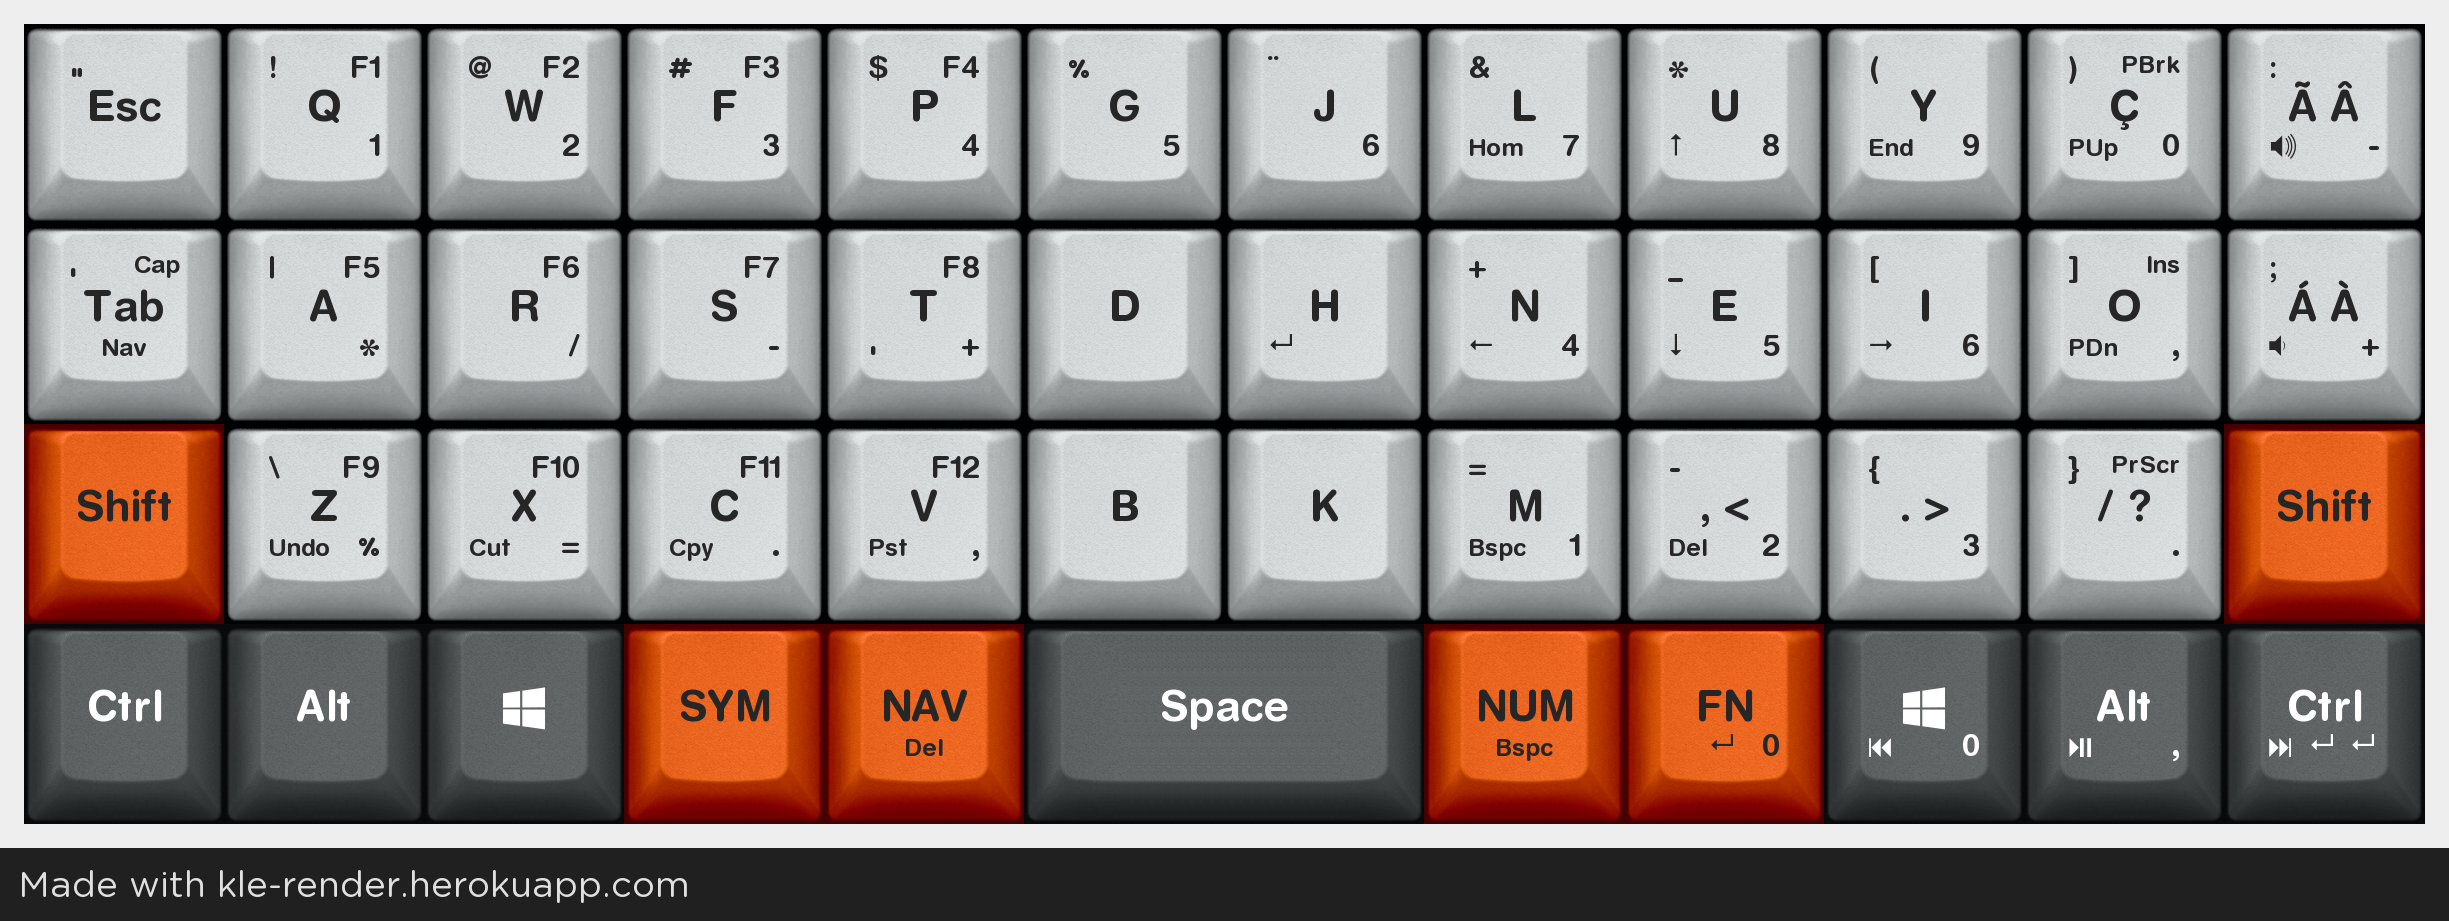 " Esc
! F1 Q 1
@ F2 W 2
# F3 F 3
$ F4 P 4
% G 5
¨ J 6
& L Hom 7
* U ↑ 8
( Y End 9
) PBrk Ç PUp 0
: Ã Â -
' Cap Tab Nav
| F5 A *
F6 R /
F7 S -
F8 T ' +
D
H ↵
+ N ← 4
_ E ↓ 5
[ I → 6
] Ins O PDn ,
; Á À +
Shift
\ F9 Z Undo %
F10 X Cut =
F11 C Cpy .
F12 V Pst ,
B
K
= M Bspc 1
- , < Del 2
{ . > 3
} PrScr / ? .
Shift
Ctrl
Alt
SYM
NAV Del
Space
NUM Bspc
FN ↵ 0
⏮ 0
Alt ⏯ ,
Ctrl ⏭ ↵ ↵
Made with kle-render.herokuapp.com